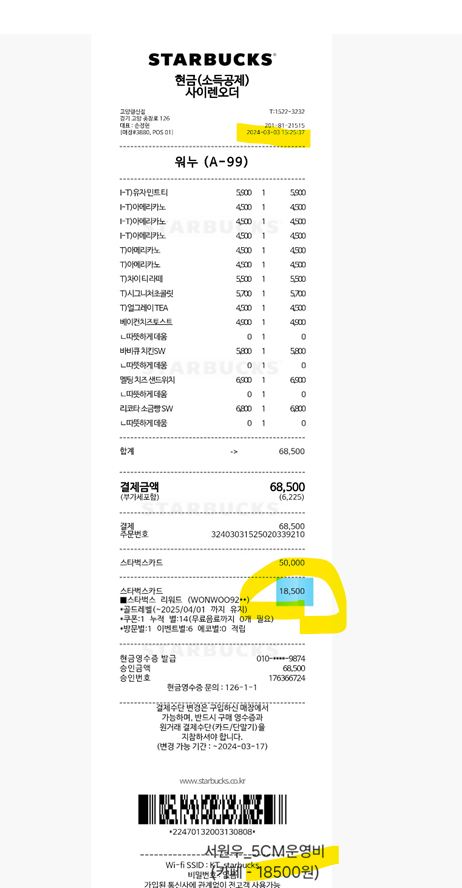 STARBUCKS
현금(소득공제)
사이렌오더
고양행신점 T:1522-3232
경기 고양 충장로 126
대표 : 손정현 201-81-21515
[매장#3880, POS 01] 2024-03-03 15:25:37
워누 (A-99)
I-T)유자민트티 5,900 1 5,900
I-T)아메리카노 4,500 1 4,500
I-T)아메리카노 4,500 1 4,500
I-T)아메리카노 4,500 1 4,500
T)아메리카노 4,500 1 4,500
T)아메리카노 4,500 1 4,500
T)차이티라떼 5,500 1 5,500
T)시그니처초콜릿 5,700 1 5,700
T)얼그레이TEA 4,500 1 4,500
베이컨치즈토스트 4,900 1 4,900
ㄴ따뜻하게데움 0 1 0
바바큐치킨SW 5,800 1 5,800
ㄴ따뜻하게데움 0 1 0
멜팅치즈샌드위치 6,900 1 6,900
ㄴ따뜻하게데움 0 1 0
리코타소금빵SW 6,800 1 6,800
ㄴ따뜻하게데움 0 1 0
합계 -> 68,500
결제금액 68,500
(부가세포함) (6,225)
결제 68,500
주문번호 32403031525020339210
스타벅스카드 50,000
스타벅스카드 18,500
■스타벅스 리워드 (WONWOO92**)
*골드레벨(~2025/04/01 까지 유지)
*쿠폰:1 누적 별:14(무료음료까지 0개 필요)
*방문별:1 이벤트별:6 에코별:0 적립
현금영수증 발급 010-****-9874
승인금액 68,500
승인번호 176366724
현금영수증 문의 : 126-1-1
결제수단 변경은 구입하신 매장에서
가능하며, 반드시 구매 영수증과
원거래 결제수단(카드/단말기)을
지참하셔야 합니다.
(변경 가능 기간 : ~2024-03-17)
www.starbucks.co.kr
*22470132003130808*
서원우_5CM운영비
Wi-fi SSID : KT_starbucks
비밀번호
(카페 - 18500원)
가입된 통신사에 관계없이 전고객 사용가능